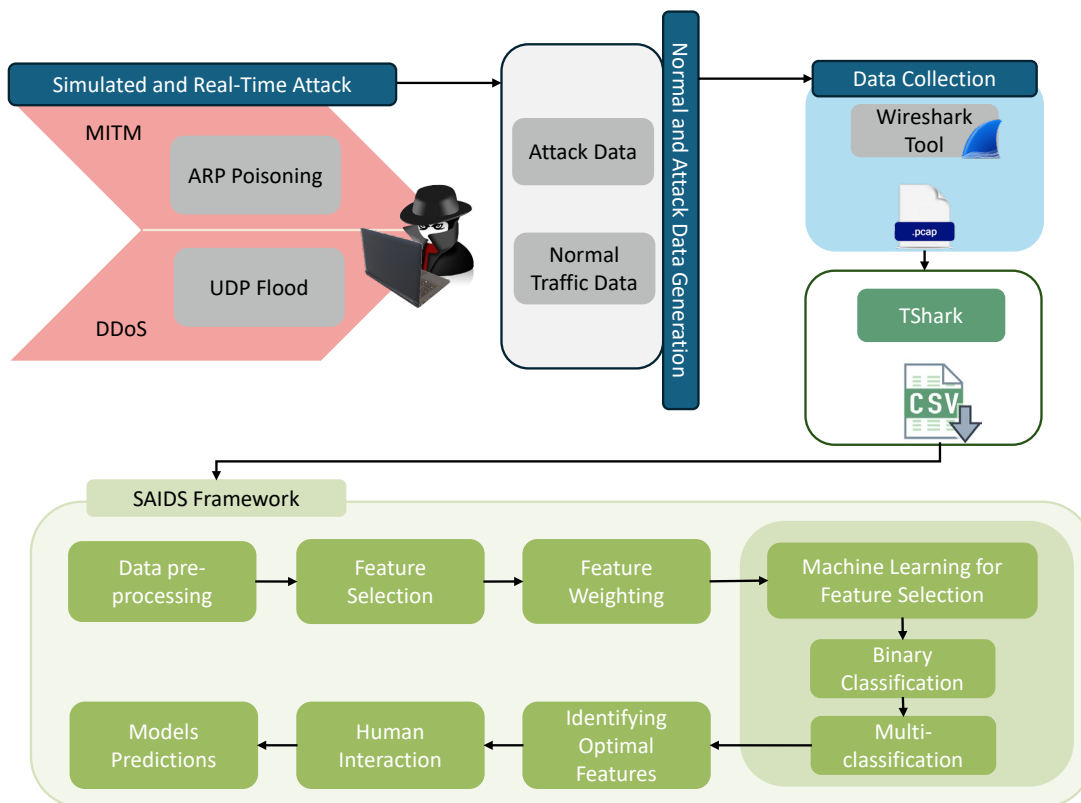 Simulated and Real-Time Attack
MITM
ARP Poisoning
UDP Flood
DDoS
Attack Data
Normal
Traffic Data
Normal and Attack Data Generation
Data Collection
Wireshark
Tool
.pcap
TShark
CSV
SAIDS Framework
Data pre-
processing
Feature
Selection
Feature
Weighting
Machine Learning for
Feature Selection
Binary
Classification
Multi-
classification
Identifying
Optimal
Features
Human
Interaction
Models
Predictions